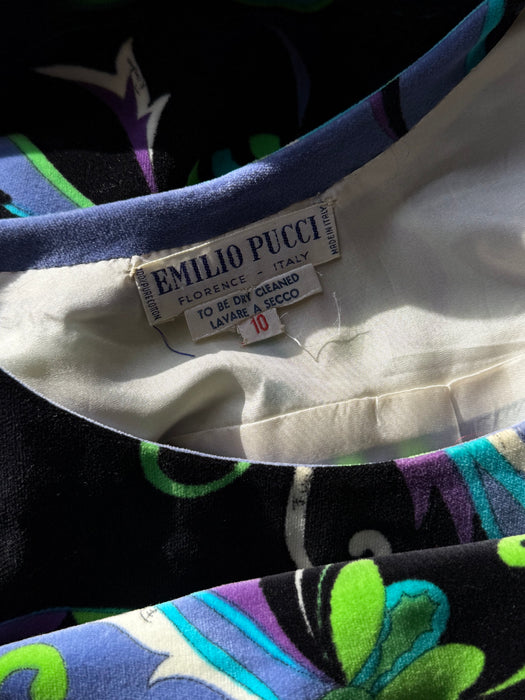 EMILIO PUCCI
FLORENCE - ITALY
MADE IN ITALY
TO BE DRY CLEANED
LAVARE A SECCO
10